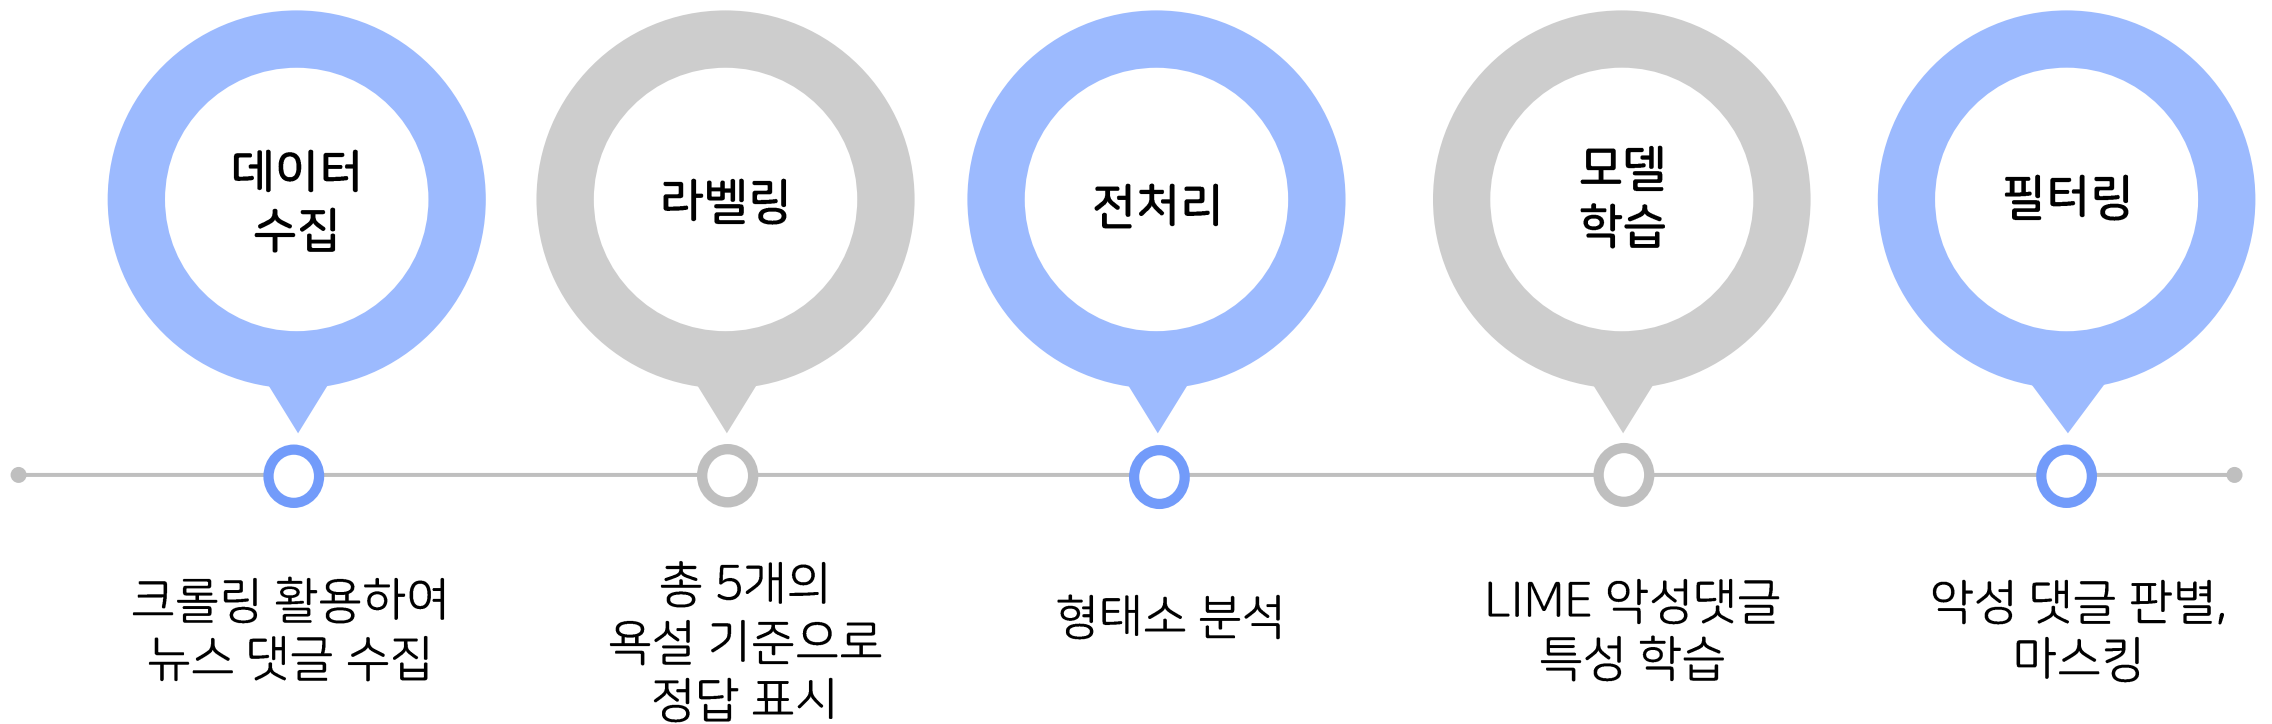 데이터
수집
라벨링
전처리
모델
학습
필터링
크롤링 활용하여
뉴스 댓글 수집
총 5개의
욕설 기준으로
정답 표시
형태소 분석
LIME 악성댓글
특성 학습
악성 댓글 판별,
마스킹